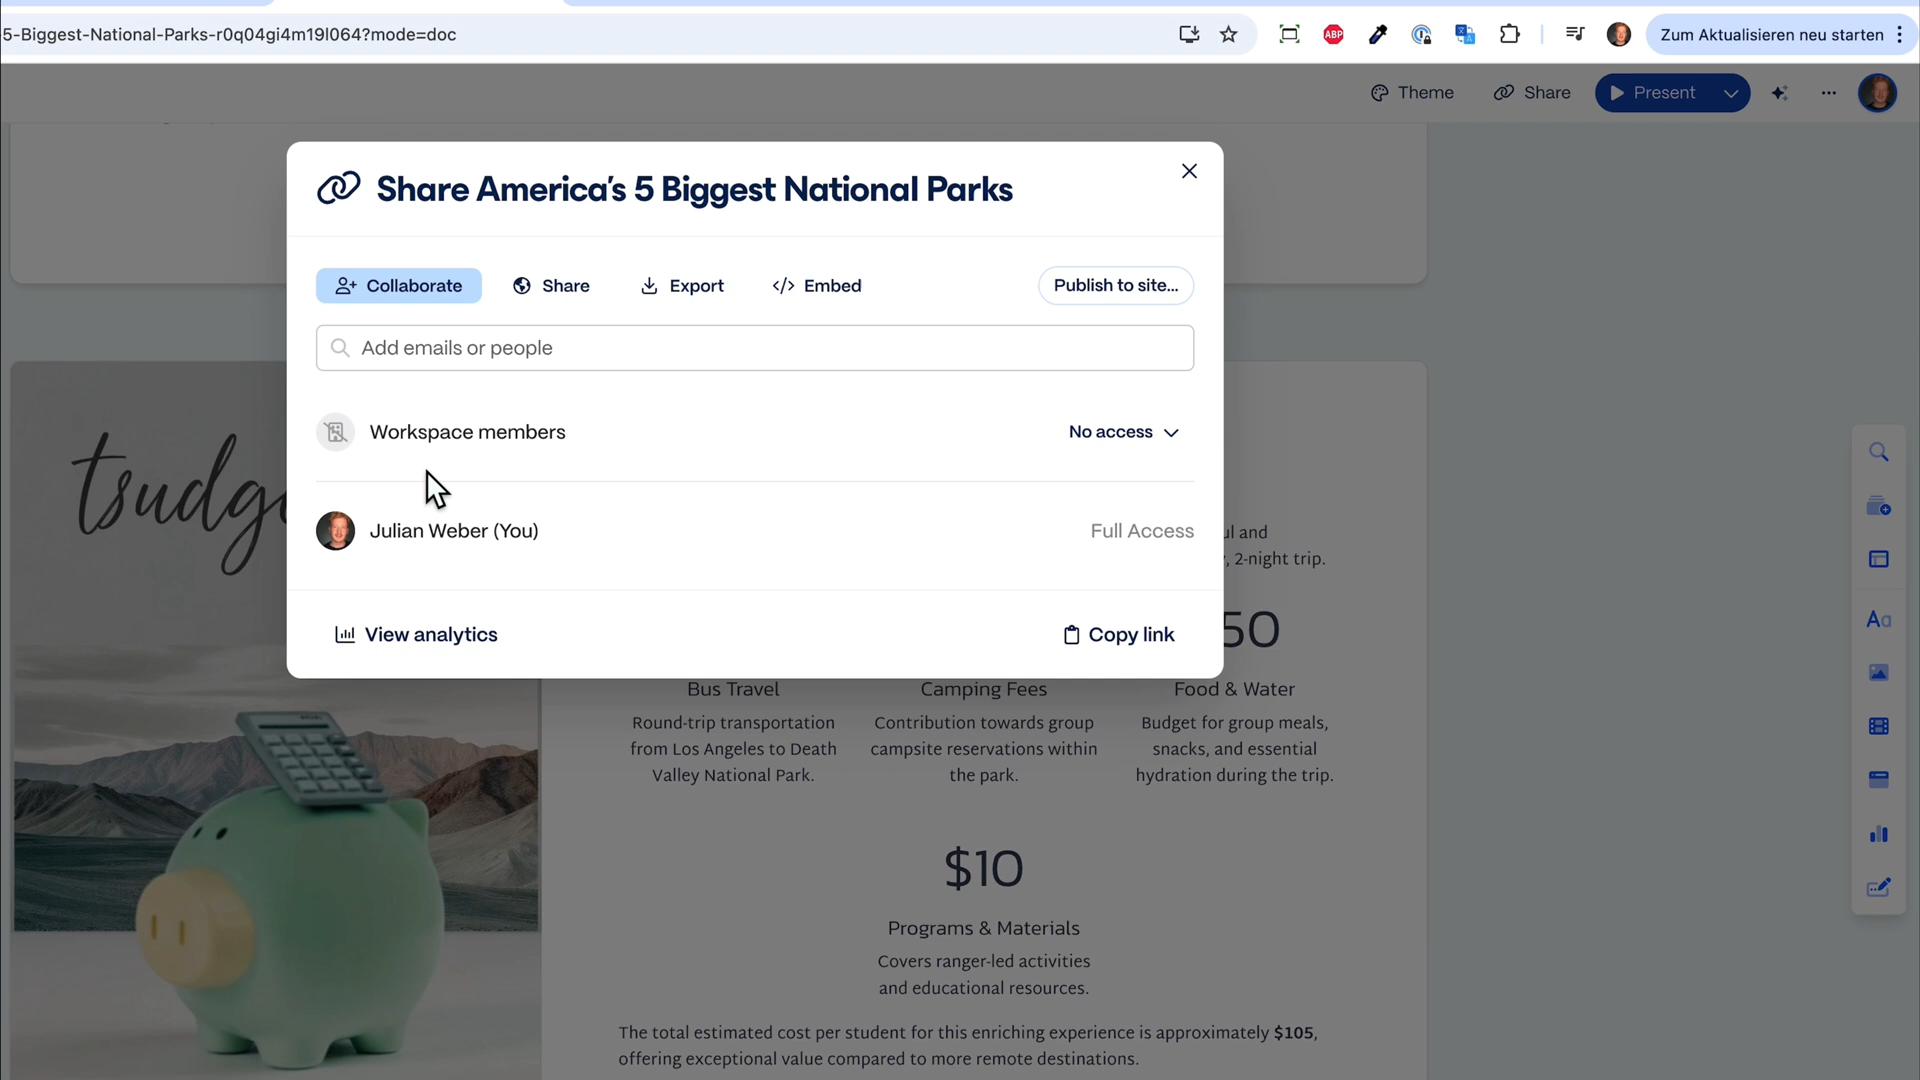 5-Biggest-National-Parks-r0q04gi4m19l064?mode=doc
ABP
Zum Aktualisieren neu starten
Theme
Share
Present
Share America's 5 Biggest National Parks
Collaborate
Share
Export
Embed
Publish to site...
Add emails or people
Workspace members
No access
Julian Weber (You)
Full Access
View analytics
Copy link
tsudg
and
, 2-night trip.
50
Aa
Bus Travel
Round-trip transportation
from Los Angeles to Death
Valley National Park.
Camping Fees
Contribution towards group
campsite reservations within
the park.
Food & Water
Budget for group meals,
snacks, and essential
hydration during the trip.
$10
Programs & Materials
Covers ranger-led activities
and educational resources.
The total estimated cost per student for this enriching experience is approximately $105,
offering exceptional value compared to more remote destinations.